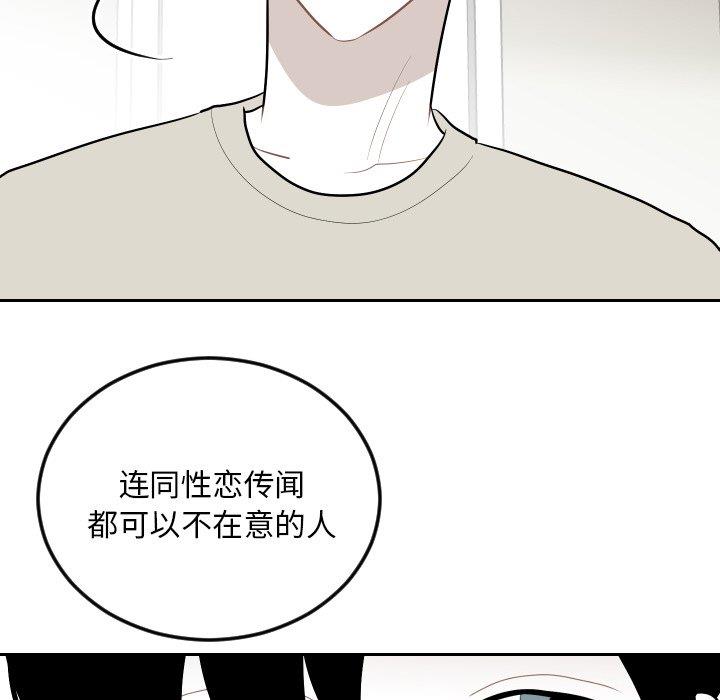 连同性恋传闻
都可以不在意的人